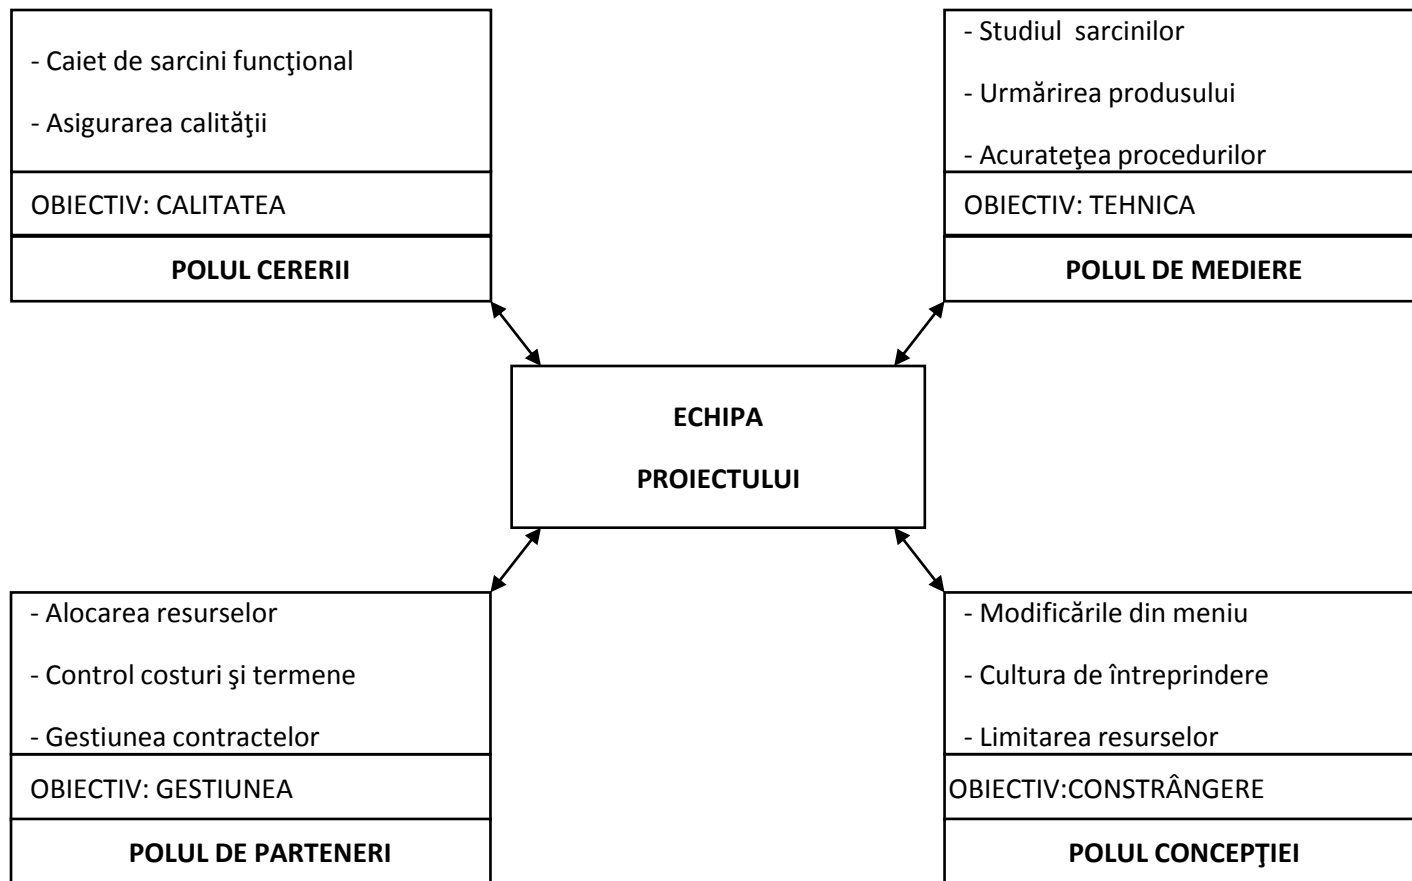 - Caiet de sarcini funcţional
- Asigurarea calităţii
OBIECTIV: CALITATEA
POLUL CERERII
- Studiul sarcinilor
- Urmărirea produsului
- Acurateţea procedurilor
OBIECTIV: TEHNICA
POLUL DE MEDIERE
ECHIPA
PROIECTULUI
- Alocarea resurselor
- Control costuri şi termene
- Gestiunea contractelor
OBIECTIV: GESTIUNEA
POLUL DE PARTENERI
- Modificările din meniu
- Cultura de întreprindere
- Limitarea resurselor
OBIECTIV:CONSTRÂNGERE
POLUL CONCEPŢIEI